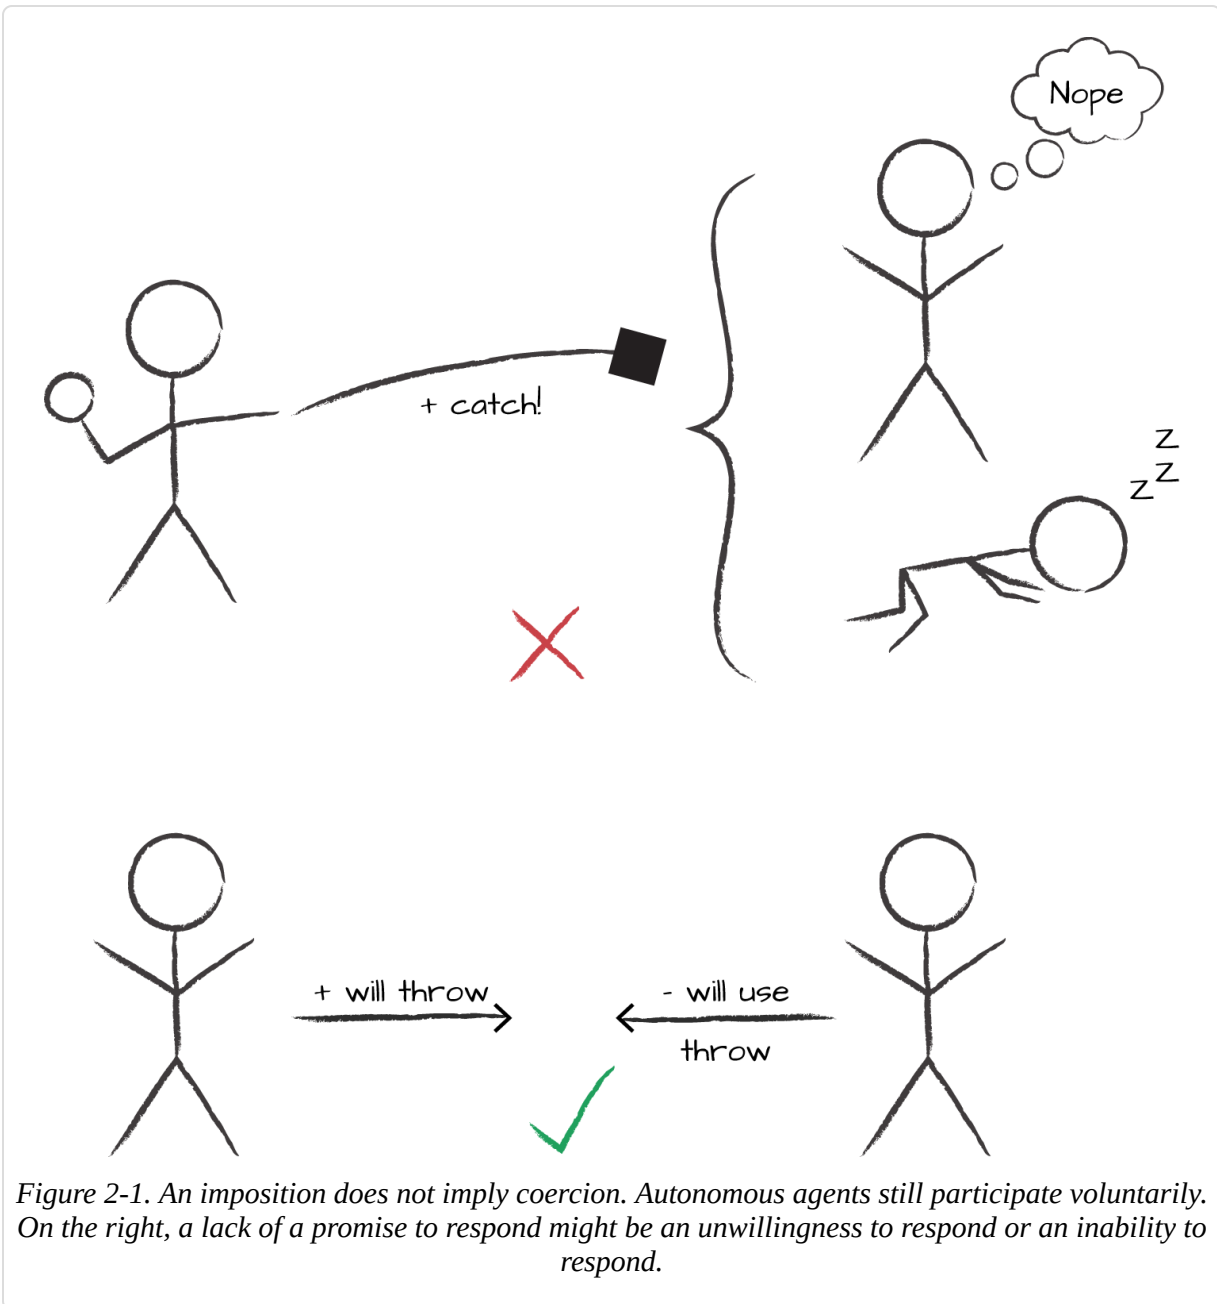 Nope
+ catch!
z
z
z
+ will throw
- will use
throw
Figure 2-1. An imposition does not imply coercion. Autonomous agents still participate voluntarily.
On the right, a lack of a promise to respond might be an unwillingness to respond or an inability to
respond.